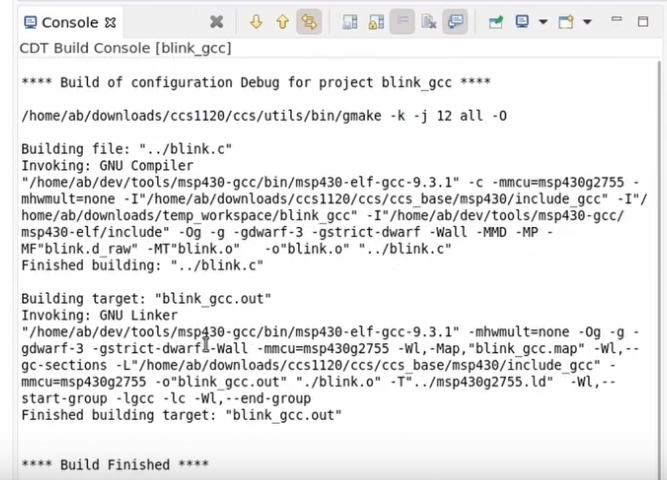 Console
CDT Build Console [blink_gcc]
**** Build of configuration Debug for project blink_gcc ****
/home/ab/downloads/ccs1120/ccs/utils/bin/gmake -k -j 12 all -O
Building file: "../blink.c"
Invoking: GNU Compiler
"/home/ab/dev/tools/msp430-gcc/bin/msp430-elf-gcc-9.3.1" -c -mmcu=msp430g2755 -
mhwmult=none -I"/home/ab/downloads/ccs1120/ccs/ccs_base/msp430/include_gcc" -I"/
home/ab/downloads/temp_workspace/blink_gcc" -I"/home/ab/dev/tools/msp430-gcc/
msp430-elf/include" -Og -g -gdwarf-3 -gstrict-dwarf -Wall -MMD -MP -
MF"blink.d_raw" -MT"blink.o"   -o"blink.o" "../blink.c"
Finished building: "../blink.c"
Building target: "blink_gcc.out"
Invoking: GNU Linker
"/home/ab/dev/tools/msp430-gcc/bin/msp430-elf-gcc-9.3.1" -mhwmult=none -Og -g -
gdwarf-3 -gstrict-dwarf -Wall -mmcu=msp430g2755 -Wl,-Map,"blink_gcc.map" -Wl,--
gc-sections -L"/home/ab/downloads/ccs1120/ccs/ccs_base/msp430/include_gcc" -
mmcu=msp430g2755 -o"blink_gcc.out" "./blink.o" -T"../msp430g2755.ld"  -Wl,--
start-group -lgcc -lc -Wl,--end-group
Finished building target: "blink_gcc.out"
**** Build Finished ****